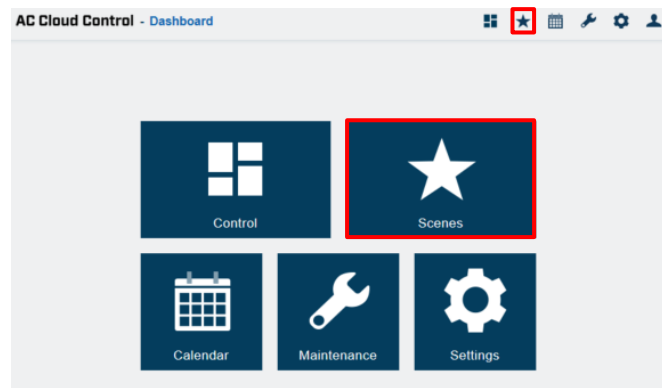 AC Cloud Control - Dashboard
Control
Scenes
Calendar
Maintenance
Settings